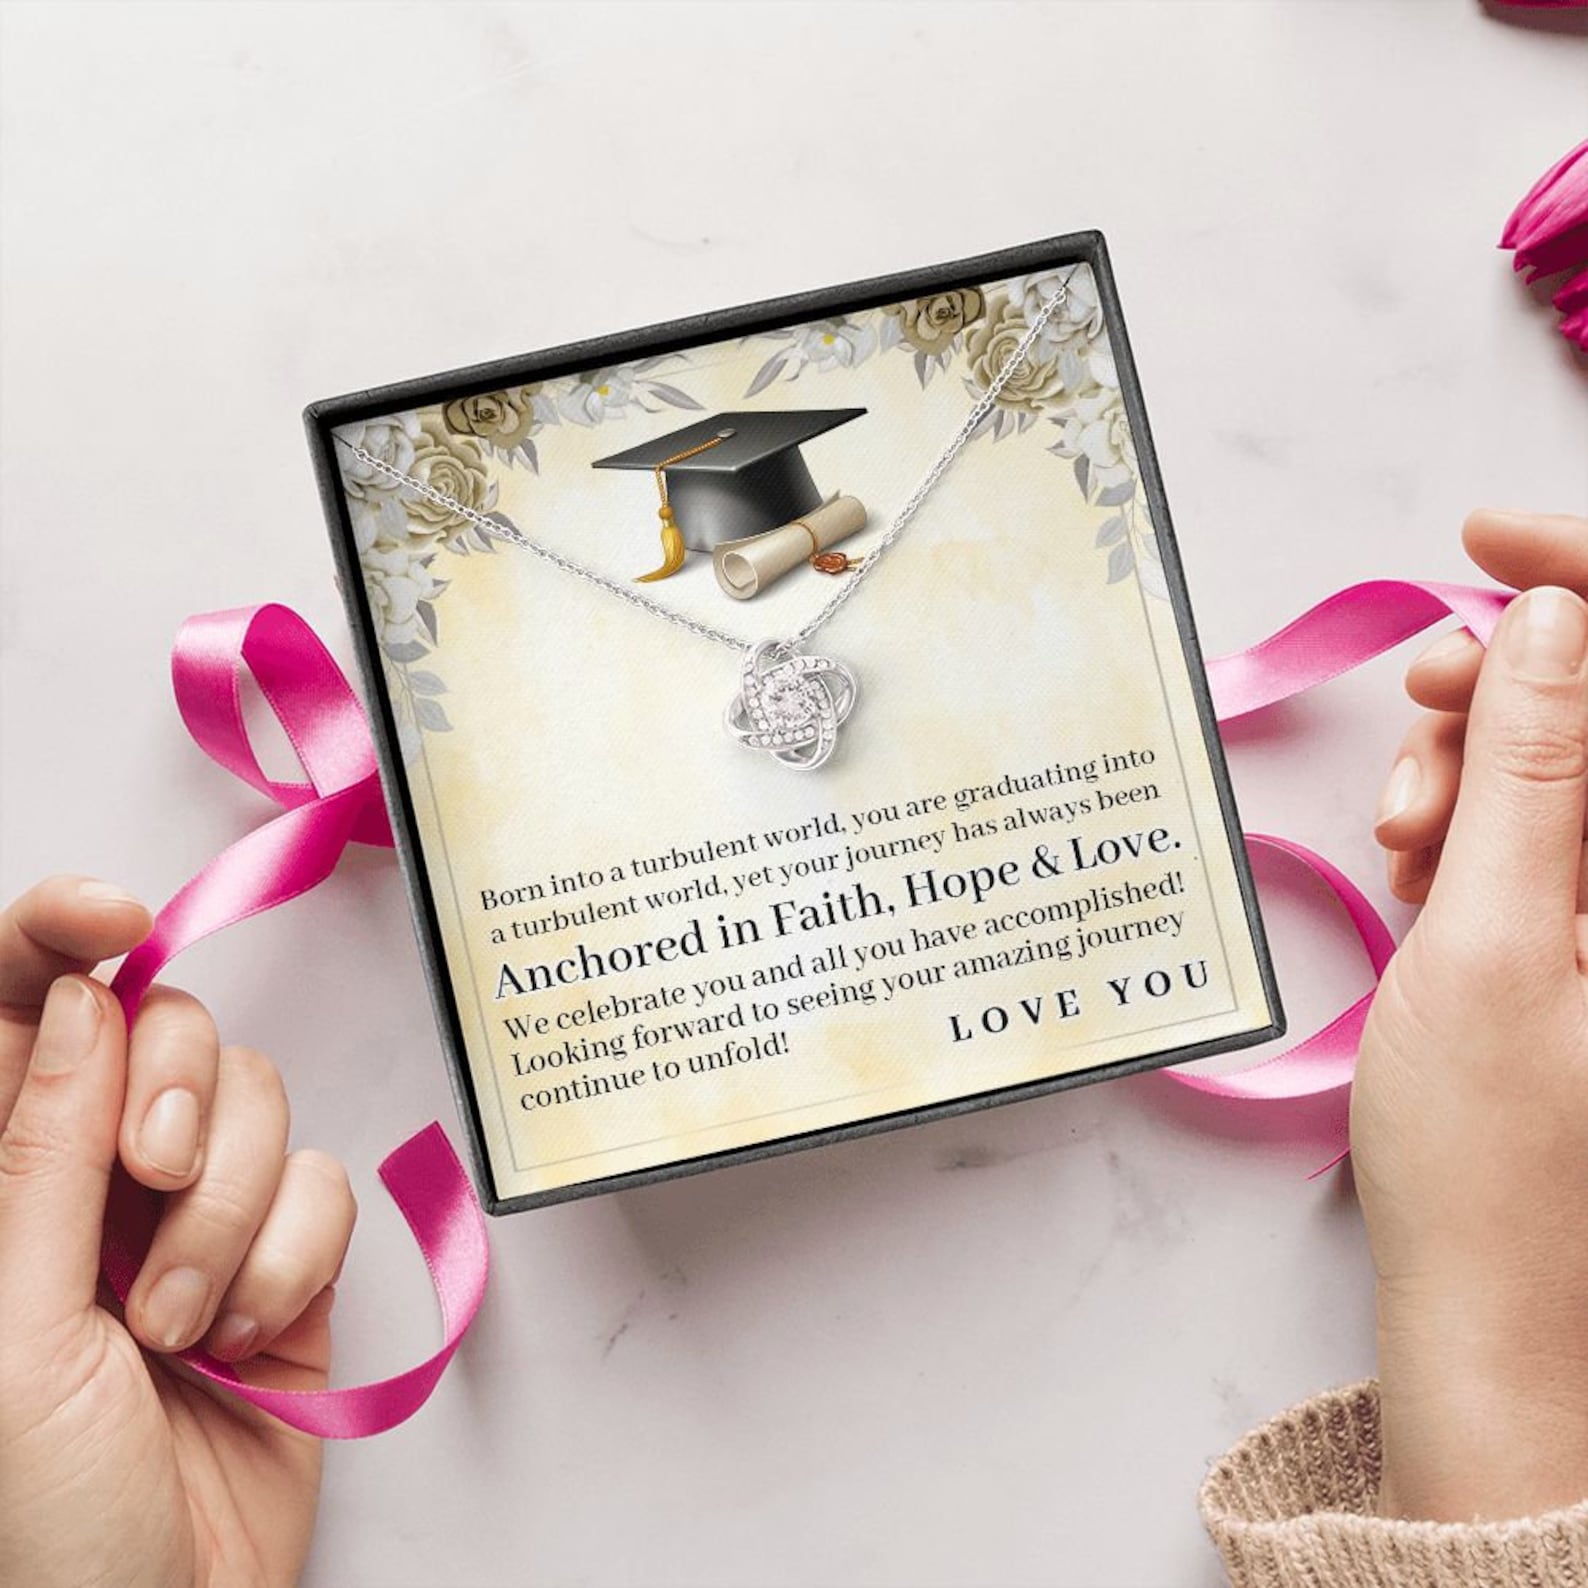 Born into a turbulent world, you are graduating into
a turbulent world, yet your journey has always been
Anchored in Faith, Hope & Love.
We celebrate you and all you have accomplished!
Looking forward to seeing your amazing journey
continue to unfold!
LOVE YOU